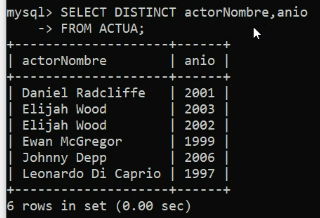 mysql> SELECT DISTINCT actorNombre,anio
    -> FROM ACTUA;
+-------------------+------+
| actorNombre       | anio |
+-------------------+------+
| Daniel Radcliffe  | 2001 |
| Elijah Wood       | 2003 |
| Elijah Wood       | 2002 |
| Ewan McGregor     | 1999 |
| Johnny Depp       | 2006 |
| Leonardo Di Caprio | 1997 |
+-------------------+------+
6 rows in set (0.00 sec)